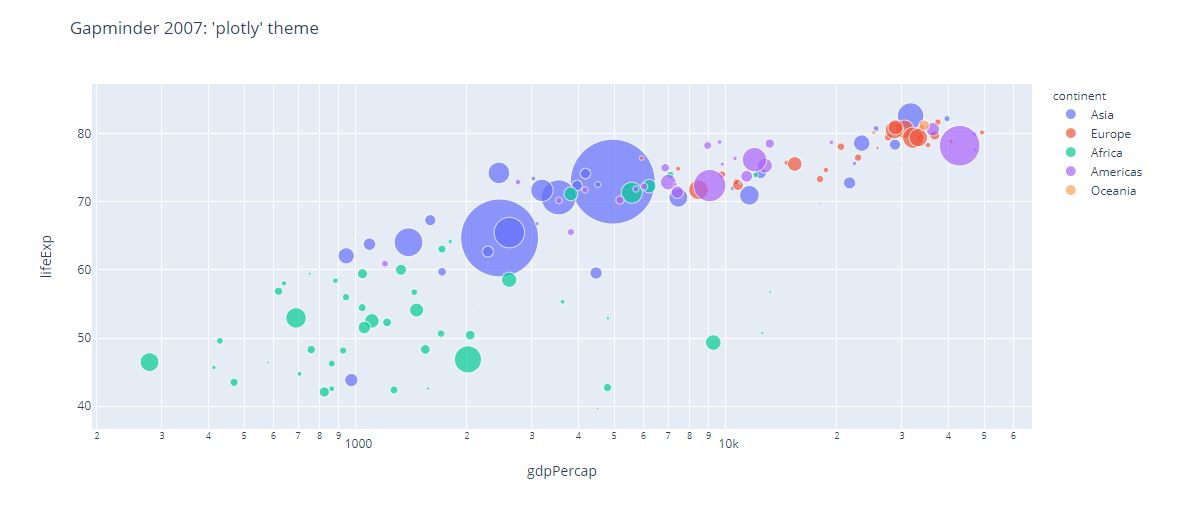 Gapminder 2007: 'plotly' theme
continent
Asia
Europe
Africa
Americas
Oceania
lifeExp
80
70
60
50
40
2 3 4 5 6 7 8 9 1000 2 3 4 5 6 7 8 9 10k 2 3 4 5 6
gdpPercap